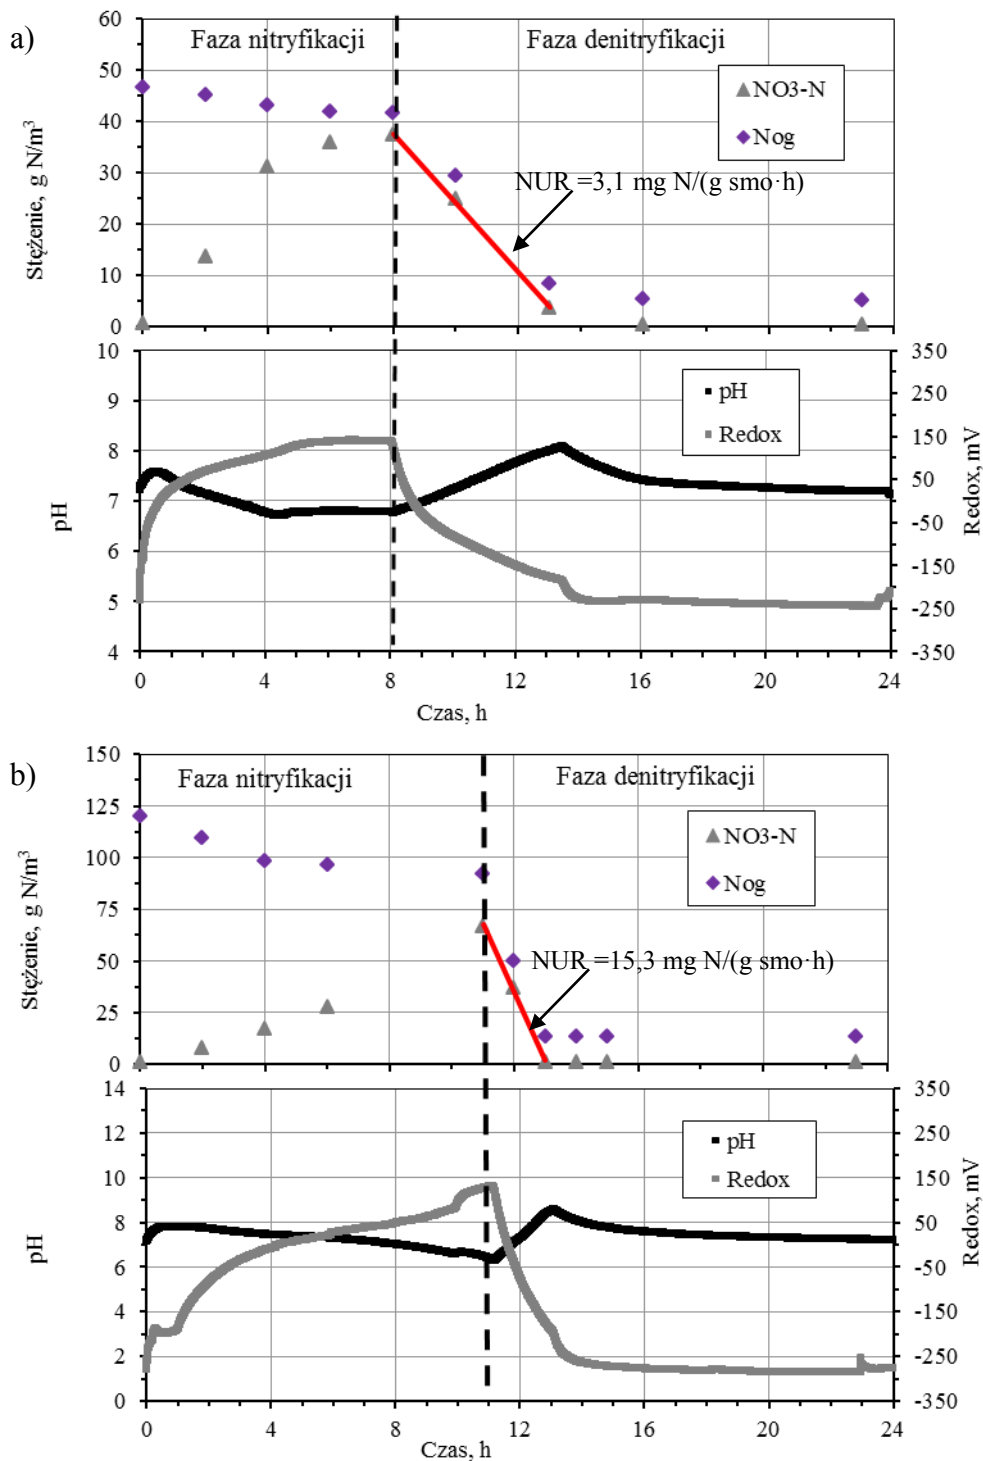 a)
Faza nitryfikacji
Faza denitryfikacji
60
50
40
30
20
10
0
Stężenie, g N/m³
NO3-N
Nog
NUR =3,1 mg N/(g smo·h)
10
9
8
7
6
5
4
pH
350
250
150
50
-50
-150
-250
-350
Redox, mV
pH
Redox
0 4 8 12 16 20 24
Czas, h
b)
Faza nitryfikacji
Faza denitryfikacji
150
125
100
75
50
25
0
Stężenie, g N/m³
NO3-N
Nog
NUR =15,3 mg N/(g smo·h)
14
12
10
8
6
4
2
0
pH
350
250
150
50
-50
-150
-250
-350
Redox, mV
pH
Redox
0 4 8 12 16 20 24
Czas, h